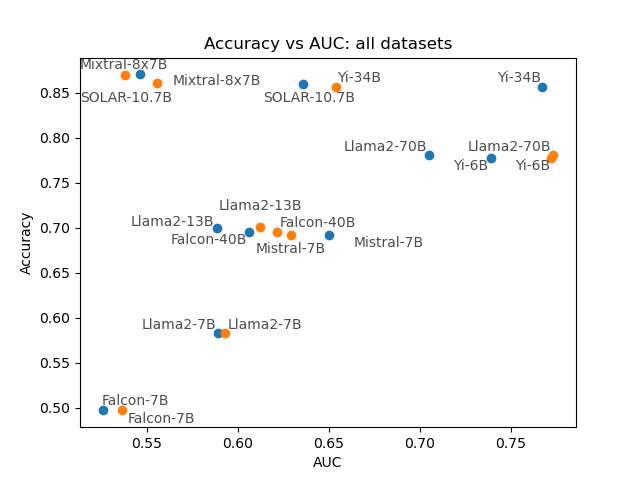 Accuracy vs AUC: all datasets
Mixtral-8x7B
Mixtral-8x7B
SOLAR-10.7B
SOLAR-10.7B
Yi-34B
Yi-34B
Llama2-70B
Llama2-70B
Yi-6B
Yi-6B
Llama2-13B
Llama2-13B
Falcon-40B
Falcon-40B
Mistral-7B
Mistral-7B
Llama2-7B
Llama2-7B
Falcon-7B
Falcon-7B
0.85
0.80
0.75
0.70
0.65
0.60
0.55
0.50
Accuracy
0.55
0.60
0.65
0.70
0.75
AUC